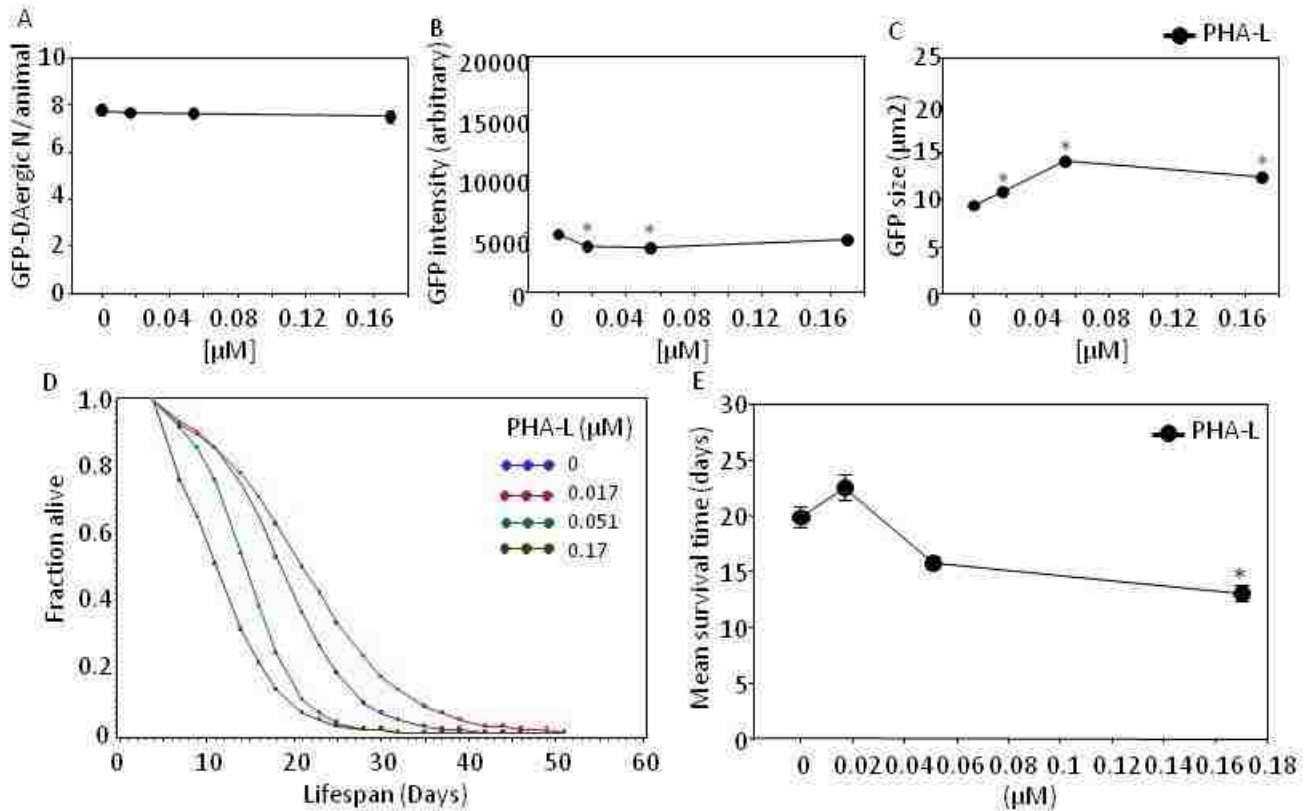 A
GFP-DAergic N/animal
10
8
6
4
2
0
0 0.04 0.08 0.12 0.16
[µM]
B
GFP intensity (arbitrary)
20000
15000
10000
5000
0
* *
0 0.04 0.08 0.12 0.16
[µM]
C
PHA-L
GFP size (µm2)
25
20
15
10
5
0
* * *
0 0.04 0.08 0.12 0.16
[µM]
D
Fraction alive
1.0
0.8
0.6
0.4
0.2
0
PHA-L (µM)
0
0.017
0.051
0.17
0 10 20 30 40 50 60
Lifespan (Days)
E
PHA-L
Mean survival time (days)
30
25
20
15
10
5
0
*
0 0.02 0.04 0.06 0.08 0.1 0.12 0.14 0.16 0.18
(µM)